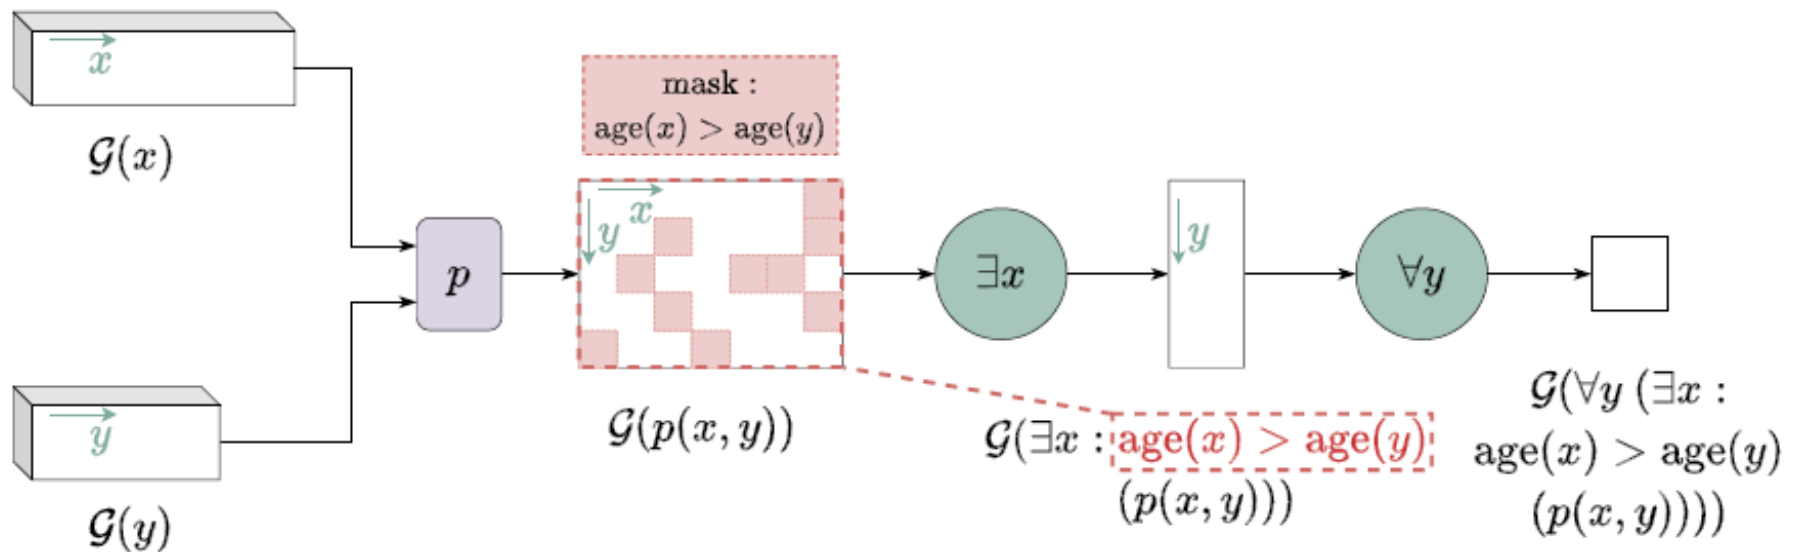 x
𝒢(x)
y
𝒢(y)
p
mask :
age(x) > age(y)
x
y
𝒢(p(x, y))
∃x
𝒢(∃x : age(x) > age(y)
(p(x, y)))
y
∀y
𝒢(∀y (∃x :
age(x) > age(y)
(p(x, y))))